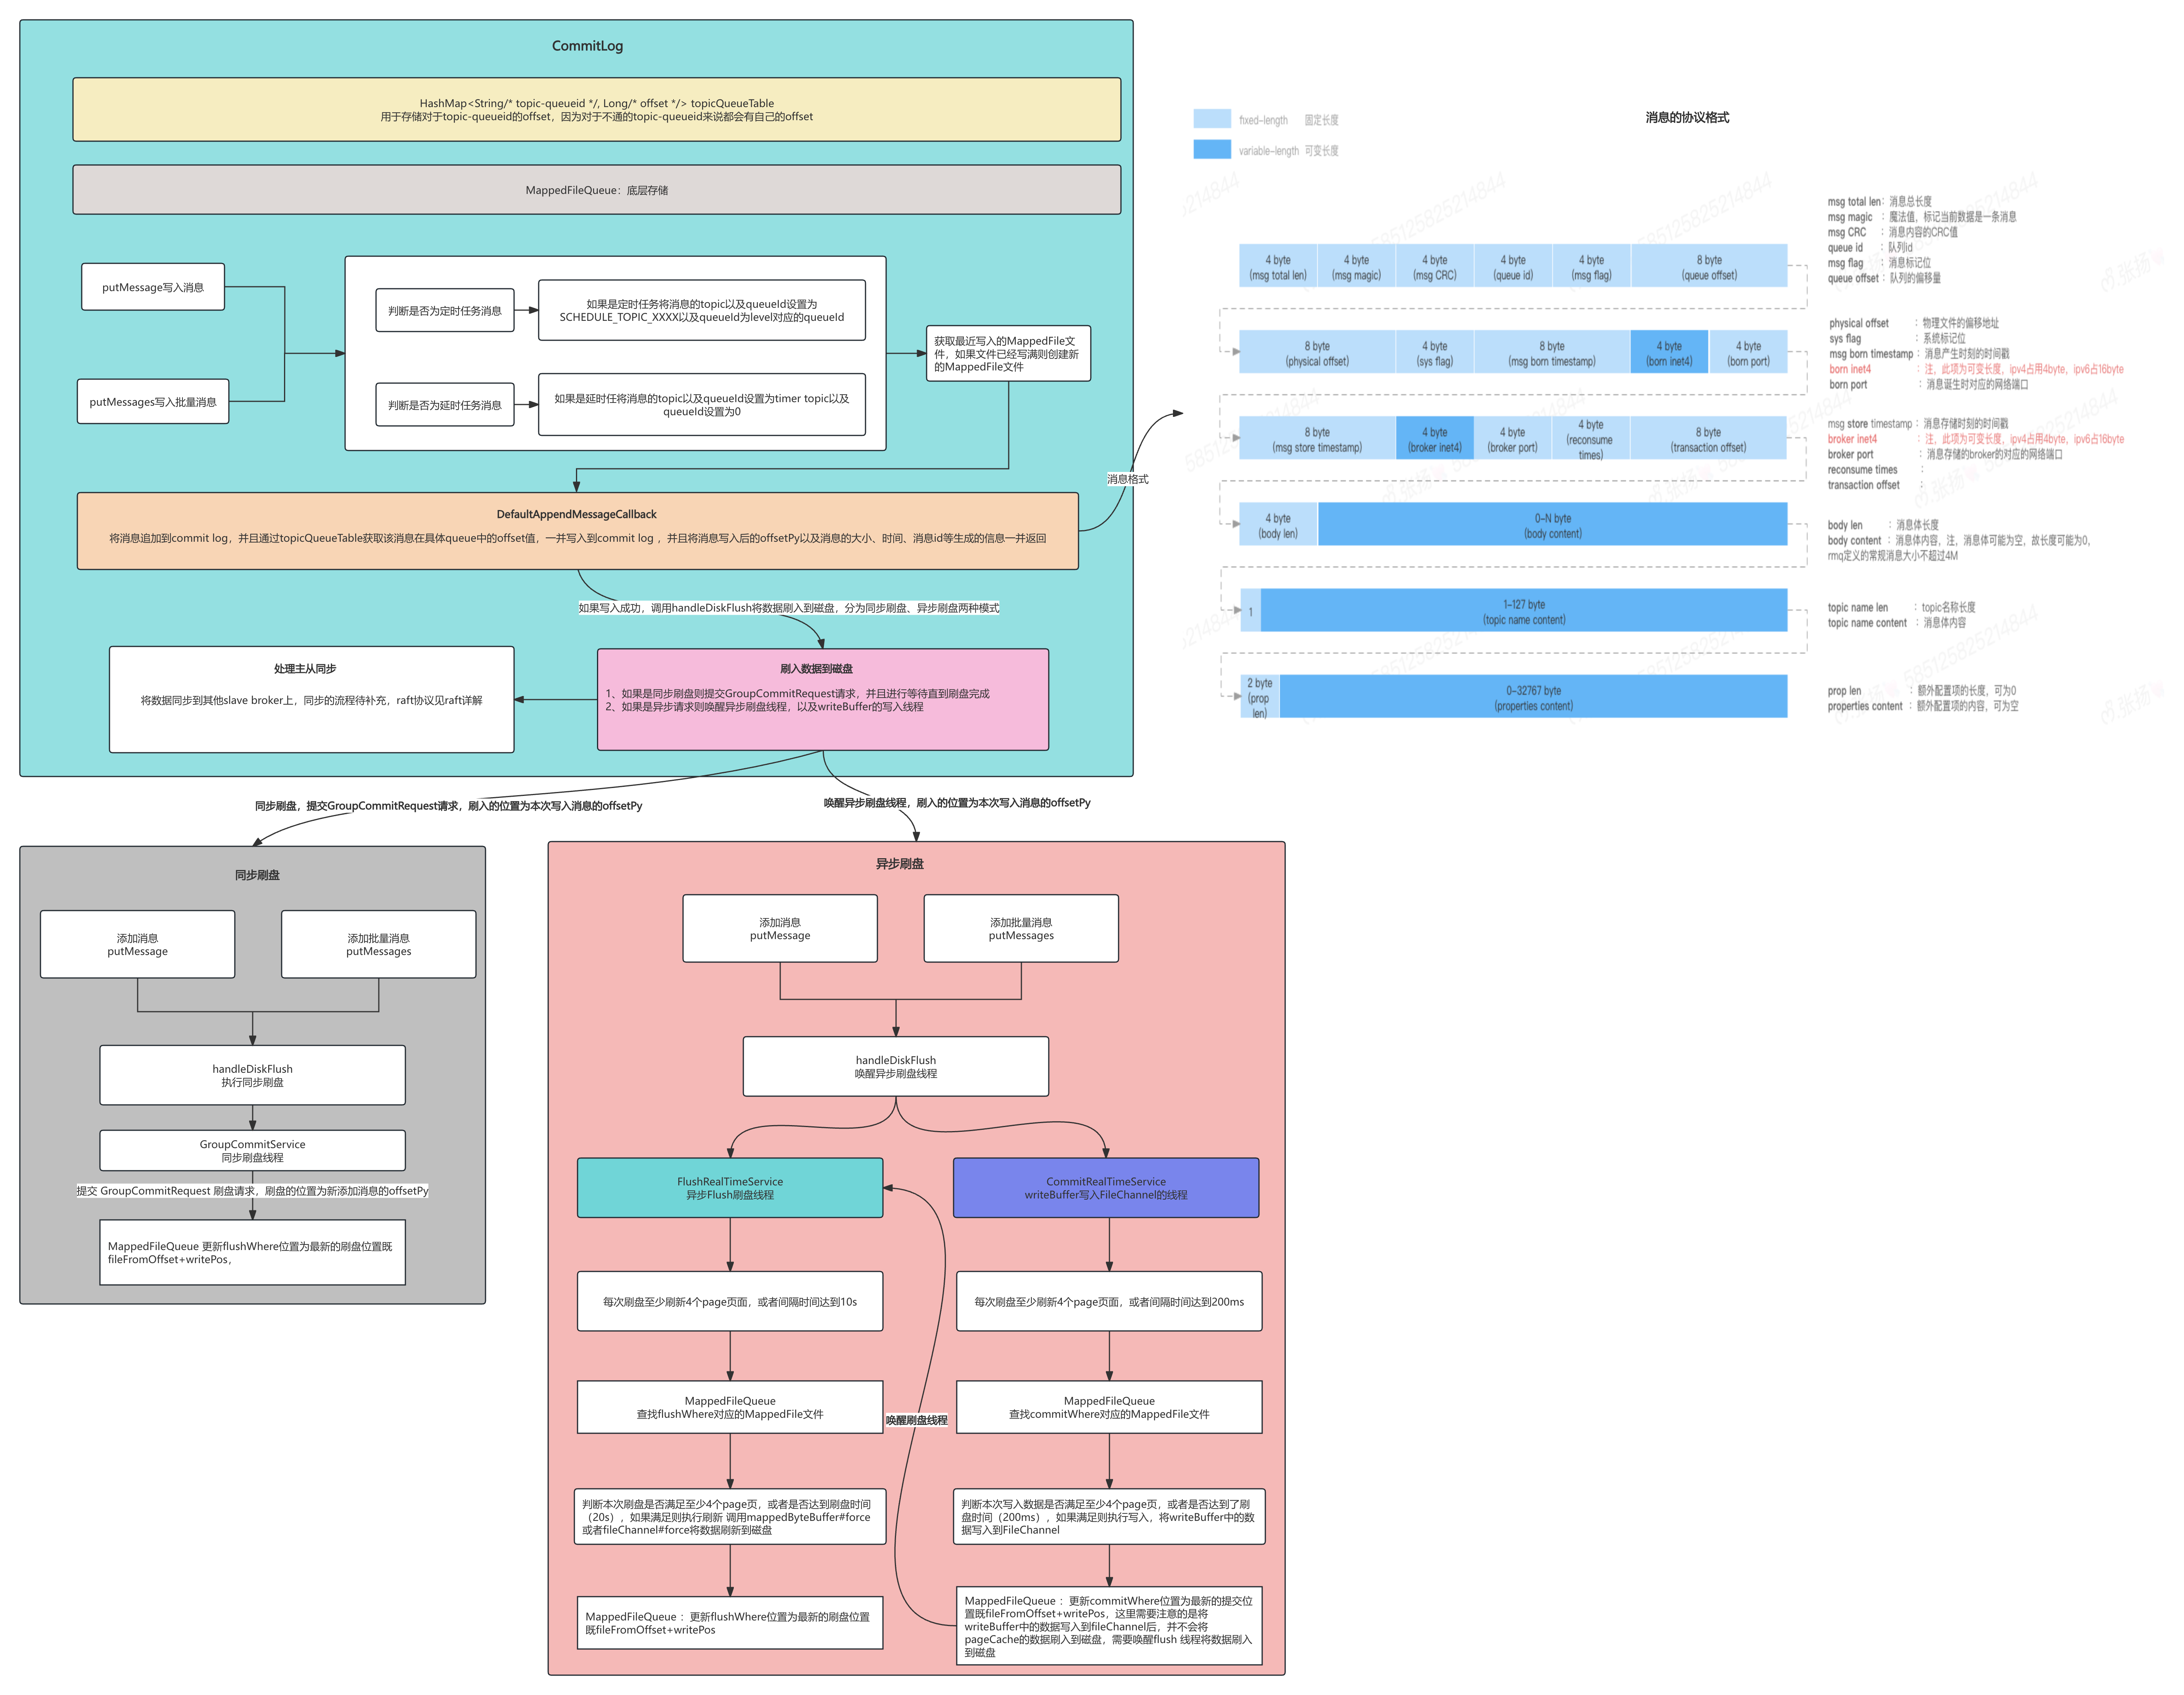 CommitLog
HashMap<String/* topic-queueid */, Long/* offset */> topicQueueTable
用于存储对于topic-queueid的offset，因为对于不通的topic-queueid来说都会有自己的offset
MappedFileQueue：底层存储
putMessage写入消息
putMessages写入批量消息
判断是否为定时任务消息
如果是定时任务将消息的topic以及queueId设置为
SCHEDULE_TOPIC_XXXX以及queueId为level对应的queueId
判断是否为延时任务消息
如果是延时任将消息的topic以及queueId设置为timer topic以及
queueId设置为0
获取最近写入的MappedFile文
件，如果文件已经写满则创建新
的MappedFile文件
DefaultAppendMessageCallback
将消息追加到commit log，并且通过topicQueueTable获取该消息在具体queue中的offset值，一并写入到commit log ，并且将消息写入后的offsetPy以及消息的大小、时间、消息id等生成的信息一并返回
消息格式
如果写入成功，调用handleDiskFlush将数据刷入到磁盘，分为同步刷盘、异步刷盘两种模式
处理主从同步
将数据同步到其他slave broker上，同步的流程待补充，raft协议见raft详解
刷入数据到磁盘
1、如果是同步刷盘则提交GroupCommitRequest请求，并且进行等待直到刷盘完成
2、如果是异步请求则唤醒异步刷盘线程，以及writeBuffer的写入线程
fixed-length 固定长度
variable-length 可变长度
消息的协议格式
4 byte
(msg total len)
4 byte
(msg magic)
4 byte
(msg CRC)
4 byte
(queue id)
4 byte
(msg flag)
8 byte
(queue offset)
msg total len：消息总长度
msg magic ：魔法值，标记当前数据是一条消息
msg CRC ：消息内容的CRC值
queue id ：队列id
msg flag ：消息标记位
queue offset：队列的偏移量
8 byte
(physical offset)
4 byte
(sys flag)
8 byte
(msg born timestamp)
4 byte
(born inet4)
4 byte
(born port)
physical offset ：物理文件的偏移地址
sys flag ：系统标记位
msg born timestamp：消息产生时刻的时间戳
born inet4 ：注，此项为可变长度，ipv4占用4byte，ipv6占16byte
born port ：消息诞生时对应的网络端口
8 byte
(msg store timestamp)
4 byte
(broker inet4)
4 byte
(broker port)
4 byte
(reconsume
times)
8 byte
(transaction offset)
msg store timestamp：消息存储时刻的时间戳
broker inet4 ：注，此项为可变长度，ipv4占用4byte，ipv6占16byte
broker port ：消息存储的broker的对应的网络端口
reconsume times ：
transaction offset ：
4 byte
(body len)
0-N byte
(body content)
body len ：消息体长度
body content ：消息体内容，注，消息体可能为空，故长度可能为0，
rmq定义的常规消息大小不超过4M
1
1-127 byte
(topic name content)
topic name len ：topic名称长度
topic name content ：消息体内容
2 byte
(prop
len)
0-32767 byte
(properties content)
prop len ：额外配置项的长度，可为0
properties content ：额外配置项的内容，可为空
同步刷盘，提交GroupCommitRequest请求，刷入的位置为本次写入消息的offsetPy
唤醒异步刷盘线程，刷入的位置为本次写入消息的offsetPy
同步刷盘
添加消息
putMessage
添加批量消息
putMessages
handleDiskFlush
执行同步刷盘
GroupCommitService
同步刷盘线程
提交 GroupCommitRequest 刷盘请求，刷盘的位置为新添加消息的offsetPy
MappedFileQueue 更新flushWhere位置为最新的刷盘位置既
fileFromOffset+writePos，
异步刷盘
添加消息
putMessage
添加批量消息
putMessages
handleDiskFlush
唤醒异步刷盘线程
FlushRealTimeService
异步Flush刷盘线程
CommitRealTimeService
writeBuffer写入FileChannel的线程
每次刷盘至少刷新4个page页面，或者间隔时间达到10s
每次刷盘至少刷新4个page页面，或者间隔时间达到200ms
MappedFileQueue
查找flushWhere对应的MappedFile文件
唤醒刷盘线程
MappedFileQueue
查找commitWhere对应的MappedFile文件
判断本次刷盘是否满足至少4个page页，或者是否达到刷盘时间
（20s），如果满足则执行刷新 调用mappedByteBuffer#force
或者fileChannel#force将数据刷新到磁盘
判断本次写入数据是否满足至少4个page页，或者是否达到了刷
盘时间（200ms），如果满足则执行写入，将writeBuffer中的数
据写入到FileChannel
MappedFileQueue ：更新flushWhere位置为最新的刷盘位置
既fileFromOffset+writePos
MappedFileQueue ：更新commitWhere位置为最新的提交位
置既fileFromOffset+writePos，这里需要注意的是将
writeBuffer中的数据写入到fileChannel后，并不会将
pageCache的数据刷入到磁盘，需要唤醒flush 线程将数据刷入
到磁盘